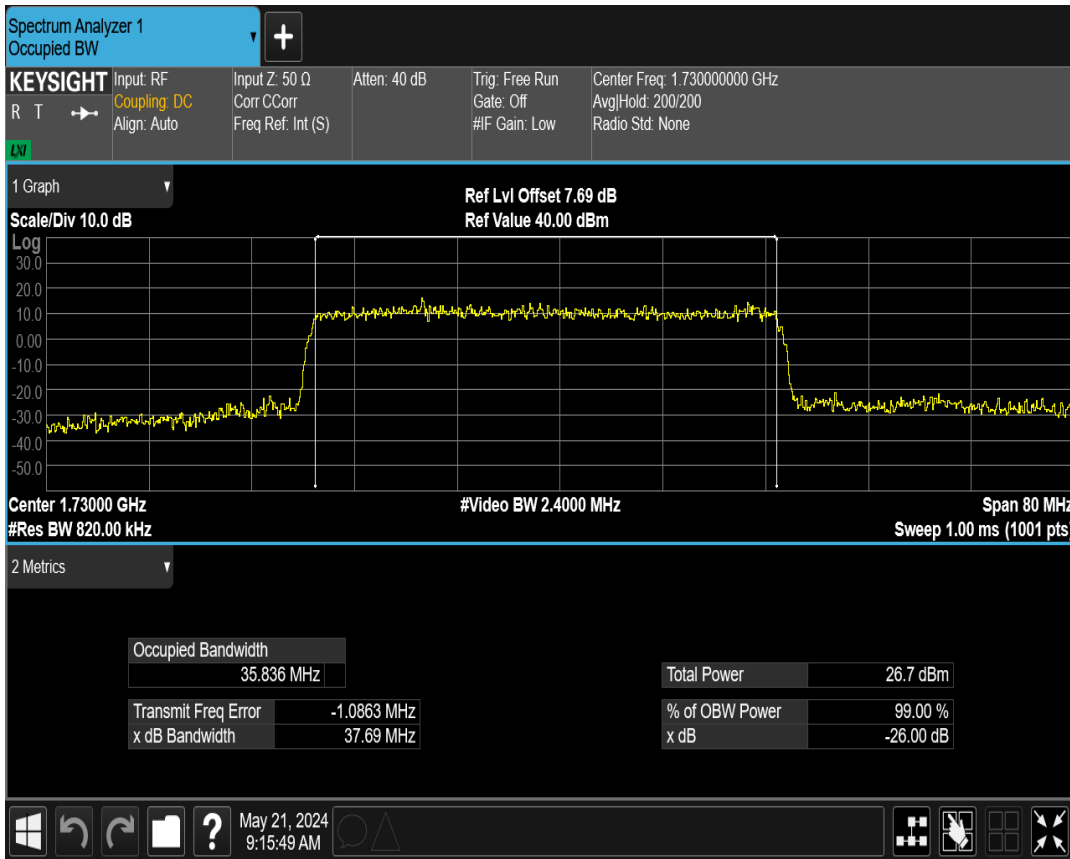 Spectrum Analyzer 1
Occupied BW
+
KEYSIGHT
R T
LXI
Input: RF
Coupling: DC
Align: Auto
Input Z: 50 Ω
Corr CCorr
Freq Ref: Int (S)
Atten: 40 dB
Trig: Free Run
Gate: Off
#IF Gain: Low
Center Freq: 1.730000000 GHz
Avg|Hold: 200/200
Radio Std: None
1 Graph
Scale/Div 10.0 dB
Ref Lvl Offset 7.69 dB
Ref Value 40.00 dBm
Log
30.0
20.0
10.0
0.00
-10.0
-20.0
-30.0
-40.0
-50.0
Center 1.73000 GHz
#Video BW 2.4000 MHz
Span 80 MHz
#Res BW 820.00 kHz
Sweep 1.00 ms (1001 pts)
2 Metrics
Occupied Bandwidth
35.836 MHz
Total Power 26.7 dBm
Transmit Freq Error -1.0863 MHz
% of OBW Power 99.00 %
x dB Bandwidth 37.69 MHz
x dB -26.00 dB
?
May 21, 2024
9:15:49 AM